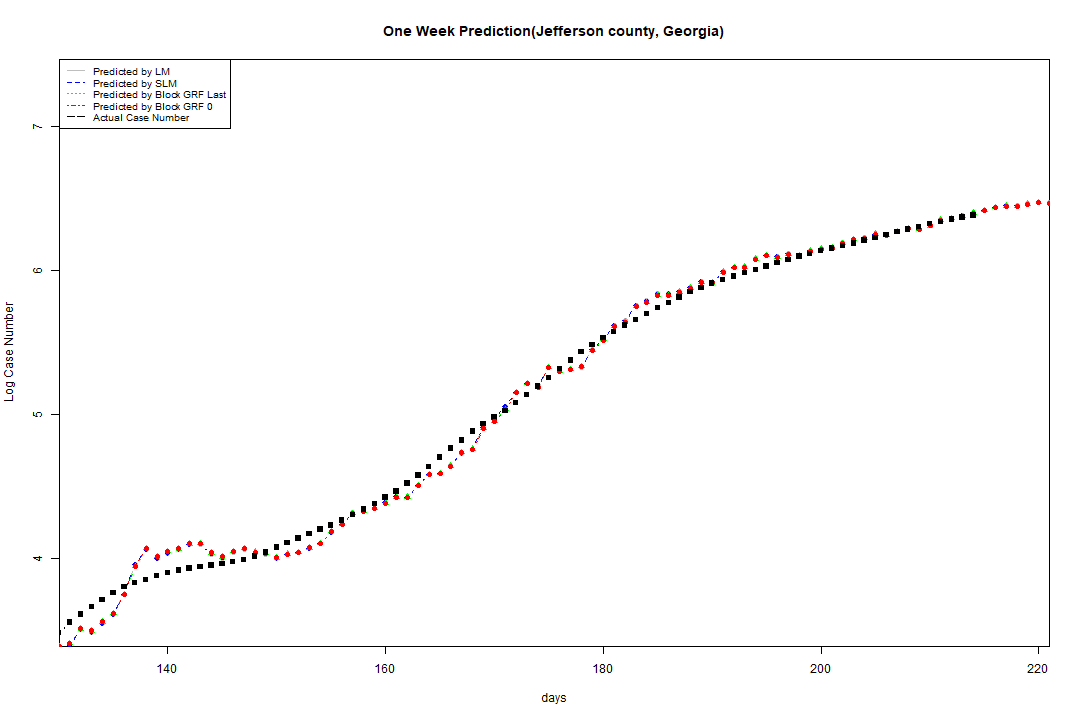 One Week Prediction(Jefferson county, Georgia)
Predicted by LM
Predicted by SLM
Predicted by Block GRF Last
Predicted by Block GRF 0
Actual Case Number
7
6
5
4
Log Case Number
140 160 180 200 220
days